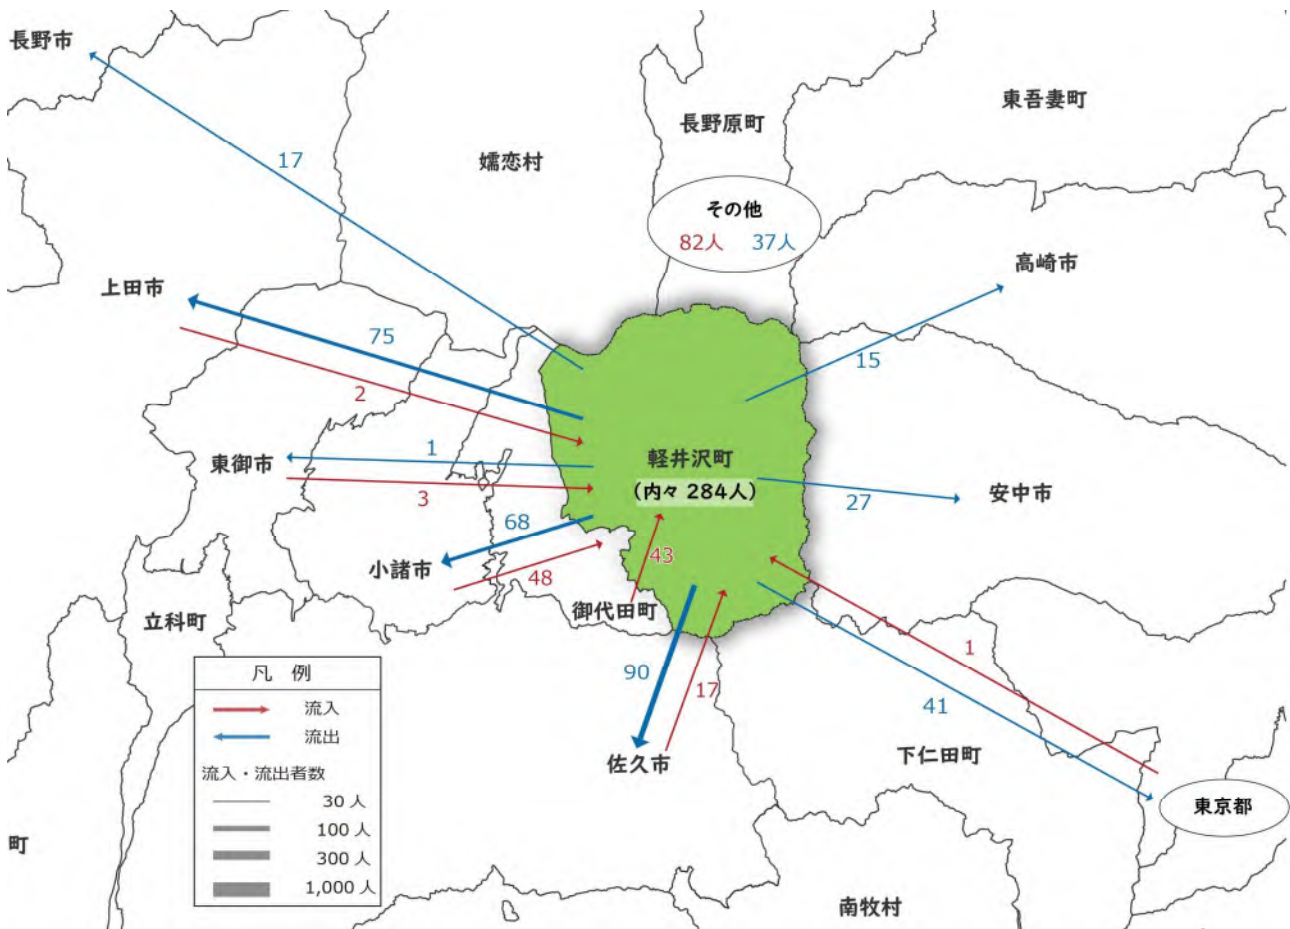 長野市
東吾妻町
長野原町
17
嬬恋村
その他
82人 37人
高崎市
上田市
75
15
2
1
軽井沢町
東御市
(内々 284人)
安中市
3
27
68
43
小諸市
48
御代田町
立科町
1
90
17
41
凡 例
流入
流出
下仁田町
佐久市
流入・流出者数
30 人
東京都
100 人
町
300 人
1,000 人
南牧村